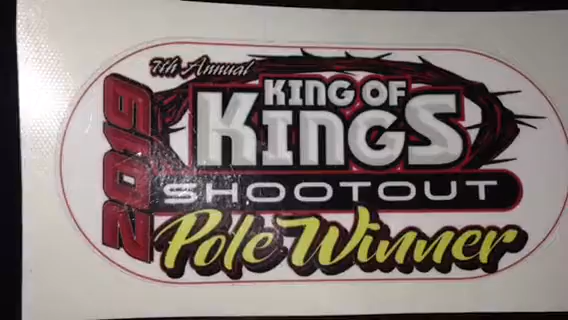 7th Annual
KING OF
KINGS
SHOOTOUT
Pole Winner
2019